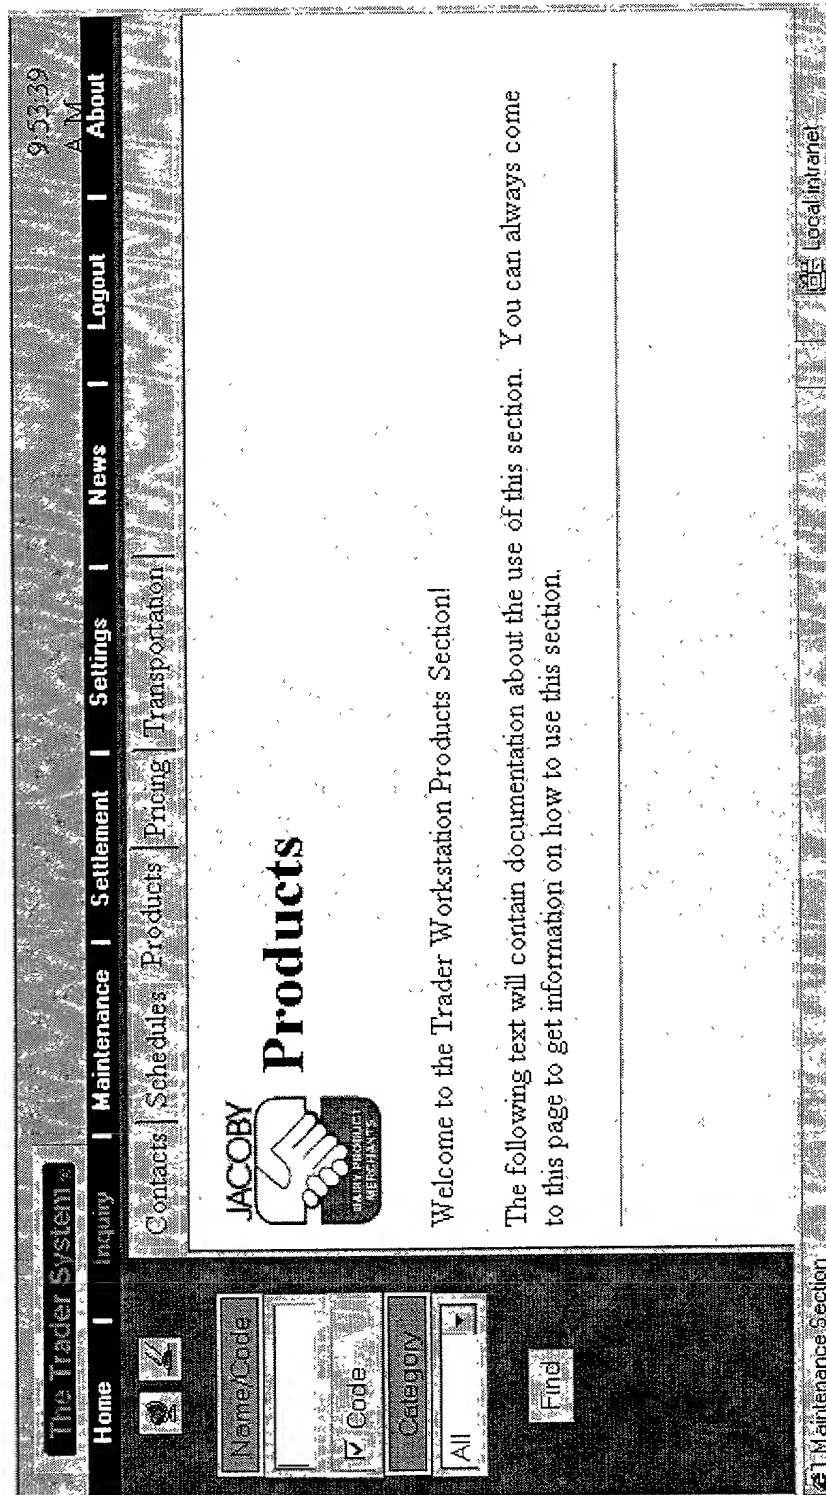 The Trader System
9:53:39
AM
Home | Inquiry | Maintenance | Settlement | Settings | News | Logout | About
Contacts | Schedules | Products | Pricing | Transportation
Name/Code
Code
Category
All
Find
JACOBY
DAIRY PRODUCT
MERCHANTS
Products
Welcome to the Trader Workstation Products Section!
The following text will contain documentation about the use of this section. You can always come
to this page to get information on how to use this section.
Maintenance Section
Local intranet